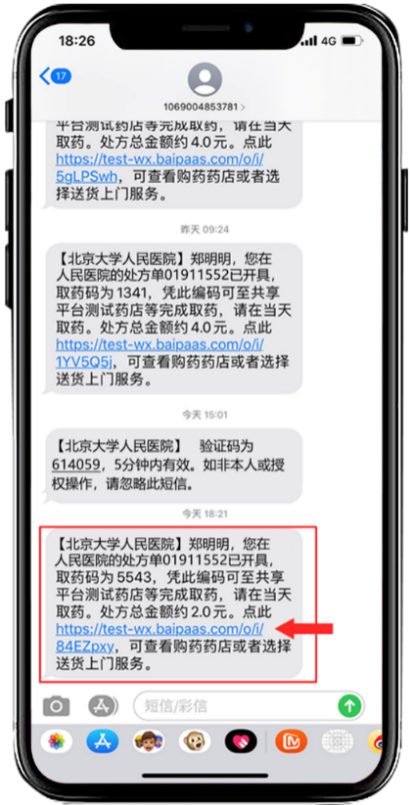 18:26
4G
17
1069004853781 >
平台测试药店等完成取药，请在当天
取药。处方总金额约4.0元。点此
https://test-wx.baipaas.com/o/i/
5gLPSwh，可查看购药药店或者选
择送货上门服务。
昨天 09:24
【北京大学人民医院】郑明明，您在
人民医院的处方单01911552已开具，
取药码为1341，凭此编码可至共享
平台测试药店等完成取药，请在当天
取药。处方总金额约4.0元。点此
https://test-wx.baipaas.com/o/i/
1YV5Q5j，可查看购药药店或者选择
送货上门服务。
今天 15:01
【北京大学人民医院】 验证码为
614059，5分钟内有效。如非本人或授
权操作，请忽略此短信。
今天 18:21
【北京大学人民医院】郑明明，您在
人民医院的处方单01911552已开具，
取药码为5543，凭此编码可至共享
平台测试药店等完成取药，请在当天
取药。处方总金额约2.0元。点此
https://test-wx.baipaas.com/o/i/
84EZpxy，可查看购药药店或者选择
送货上门服务。
短信/彩信